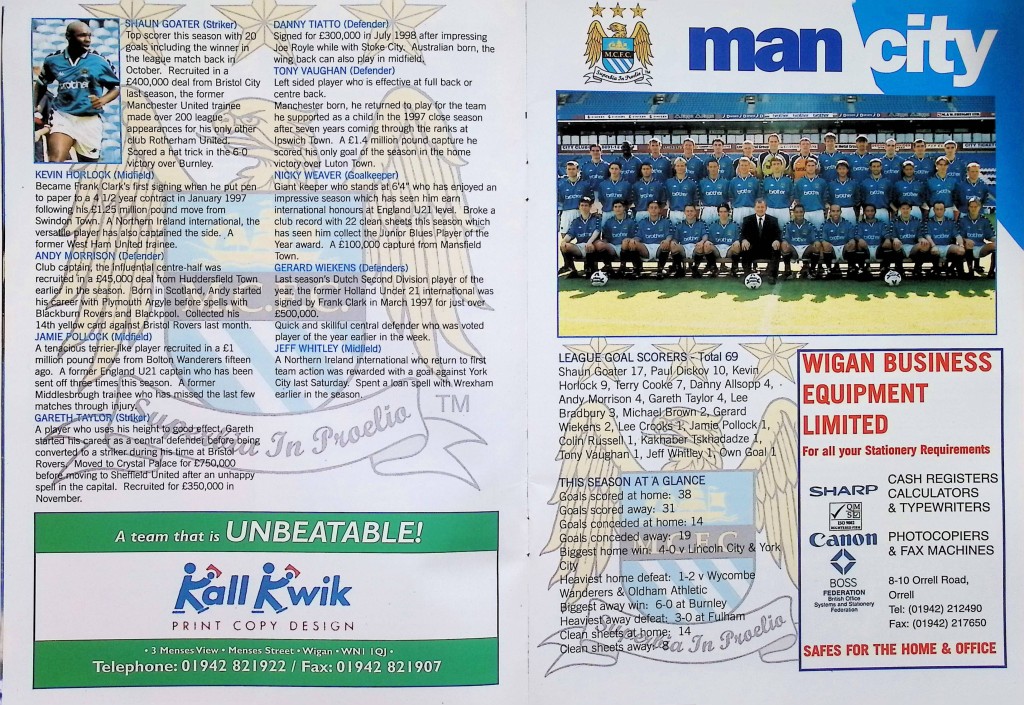 SHAUN GOATER (Striker)
Top scorer this season with 20
goals including the winner in
the league match back in
October. Recruited in a
£400,000 deal from Bristol City
last season, the former
Manchester United trainee
made over 200 league
appearances for his only other
club Rotherham United.
Scored a hat trick in the 6-0
victory over Burnley.
KEVIN HORLOCK (Midfield)
Became Frank Clark's first signing when he put pen
to paper to a 4 1/2 year contract in January 1997
following his £1.25 million pound move from
Swindon Town. A Northern Ireland international, the
versatile player has also captained the side. A
former West Ham United trainee.
ANDY MORRISON (Defender)
Club captain, the influential centre-half was
recruited in a £45,000 deal from Huddersfield Town
earlier in the season. Born in Scotland, Andy started
his career with Plymouth Argyle before spells with
Blackburn Rovers and Blackpool. Collected his
14th yellow card against Bristol Rovers last month.
JAMIE POLLOCK (Midfield)
A tenacious terrier-like player recruited in a £1
million pound move from Bolton Wanderers fifteen
ago. A former England U21 captain who has been
sent off three times this season. A former
Middlesbrough trainee who has missed the last few
matches through injury.
GARETH TAYLOR (Striker)
A player who uses his height to good effect, Gareth
started his career as a central defender before being
converted to a striker during his time at Bristol
Rovers. Moved to Crystal Palace for £750,000
before moving to Sheffield United after an unhappy
spell in the capital. Recruited for £350,000 in
November.
DANNY TIATTO (Defender)
Signed for £300,000 in July 1998 after impressing
Joe Royle while with Stoke City. Australian born, the
wing back can also play in midfield.
TONY VAUGHAN (Defender)
Left sided player who is effective at full back or
centre back.
Manchester born, he returned to play for the team
he supported as a child in the 1997 close season
after seven years coming through the ranks at
Ipswich Town. A £1.4 million pound capture he
scored his only goal of the season in the home
victory over Luton Town.
NICKY WEAVER (Goalkeeper)
Giant keeper who stands at 6'4" who has enjoyed an
impressive season which has seen him earn
international honours at England U21 level. Broke a
club record with 22 clean sheets this season which
has seen him collect the Junior Blues Player of the
Year award. A £100,000 capture from Mansfield
Town.
GERARD WIEKENS (Defenders)
Last season's Dutch Second Division player of the
year, the former Holland Under 21 international was
signed by Frank Clark in March 1997 for just over
£500,000.
Quick and skillful central defender who was voted
player of the year earlier in the week.
JEFF WHITLEY (Midfield)
A Northern Ireland international who return to first
team action was rewarded with a goal against York
City last Saturday. Spent a loan spell with Wrexham
earlier in the season.
M.C.F.C.
Superbia In Proelio
TM
A team that is UNBEATABLE!
Kall Kwik
PRINT COPY DESIGN
• 3 Menses View • Menses Street • Wigan • WN1 1QJ •
Telephone: 01942 821922 / Fax: 01942 821907
M.C.F.C.
Superbia In Proelio
man city
brother
LEAGUE GOAL SCORERS - Total 69
Shaun Goater 17, Paul Dickov 10, Kevin
Horlock 9, Terry Cooke 7, Danny Allsopp 4,
Andy Morrison 4, Gareth Taylor 4, Lee
Bradbury 3, Michael Brown 2, Gerard
Wiekens 2, Lee Crooks 1, Jamie Pollock 1,
Colin Russell 1, Kakhaber Tskhadadze 1,
Tony Vaughan 1, Jeff Whitley 1, Own Goal 1
THIS SEASON AT A GLANCE
Goals scored at home: 38
Goals scored away: 31
Goals conceded at home: 14
Goals conceded away: 19
Biggest home win: 4-0 v Lincoln City & York
City
Heaviest home defeat: 1-2 v Wycombe
Wanderers & Oldham Athletic
Biggest away win: 6-0 at Burnley
Heaviest away defeat: 3-0 at Fulham
Clean sheets at home: 14
Clean sheets away: 8
M.C.F.C.
Superbia In Proelio
WIGAN BUSINESS
EQUIPMENT
LIMITED
For all your Stationery Requirements
SHARP
CASH REGISTERS
CALCULATORS
& TYPEWRITERS
Canon
PHOTOCOPIERS
& FAX MACHINES
BOSS
FEDERATION
British Office
Systems and Stationery
Federation
8-10 Orrell Road,
Orrell
Tel: (01942) 212490
Fax: (01942) 217650
SAFES FOR THE HOME & OFFICE